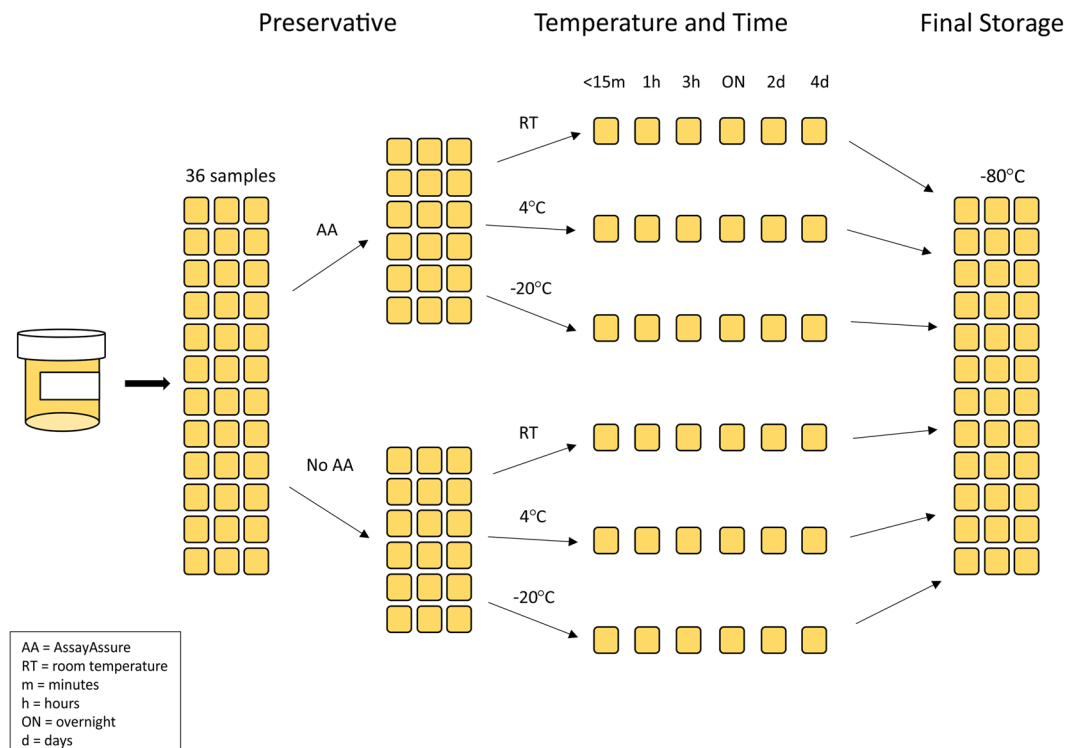 Preservative
Temperature and Time
Final Storage
<15m 1h 3h ON 2d 4d
36 samples
AA
RT
4°C
-20°C
No AA
RT
4°C
-20°C
-80°C
AA = AssayAssure
RT = room temperature
m = minutes
h = hours
ON = overnight
d = days